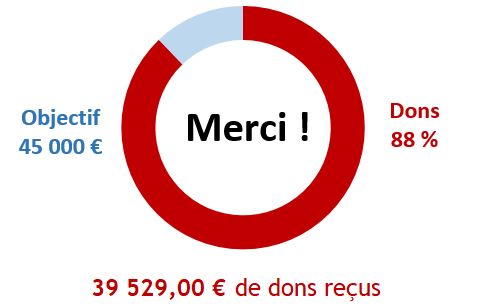 Objectif
45 000 €
Merci !
Dons
88 %
39 529,00 € de dons reçus